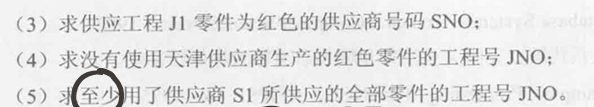 （3）求供应工程 J1 零件为红色的供应商号码 SNO；
（4）求没有使用天津供应商生产的红色零件的工程号 JNO；
（5）求至少用了供应商 S1 所供应的全部零件的工程号 JNO。